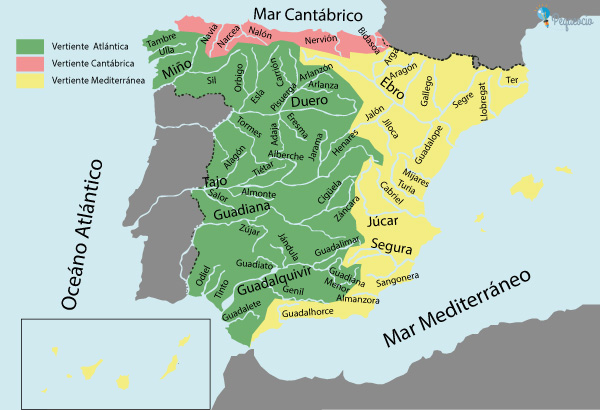 Mar Cantábrico
Pequeocio
Vertiente Atlántica
Vertiente Cantábrica
Vertiente Mediterránea
Tambre
Ulla
Miño
Sil
Navia
Narcea
Nalón
Nervión
Bidasoa
Orbigo
Esla
Carrión
Pisuerga
Arlanzón
Arlanza
Duero
Arga
Aragón
Ebro
Gallego
Segre
Llobregat
Ter
Tormes
Adaja
Eresma
Jarama
Henares
Jalón
Jiloca
Guadalope
Alagón
Alberche
Tiétar
Tajo
Salor
Almonte
Guadiana
Cigüela
Záncara
Mijares
Turia
Cabriel
Júcar
Segura
Sangonera
Zújar
Jándula
Guadalimar
Guadiato
Guadalquivir
Guadiana
Menor
Genil
Almanzora
Odiel
Tinto
Guadalete
Guadalhorce
Oceáno Atlántico
Mar Mediterráneo